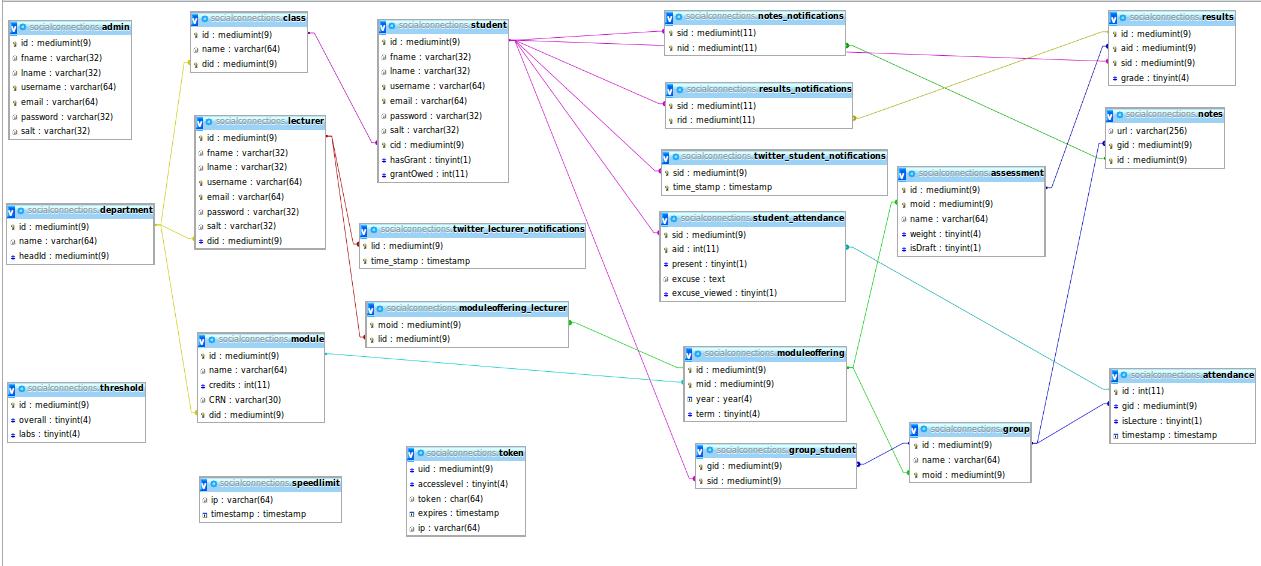 socialconnections.admin
id : mediumint(9)
fname : varchar(32)
lname : varchar(32)
username : varchar(64)
email : varchar(64)
password : varchar(32)
salt : varchar(32)
socialconnections.class
id : mediumint(9)
name : varchar(64)
did : mediumint(9)
socialconnections.student
id : mediumint(9)
fname : varchar(32)
lname : varchar(32)
username : varchar(64)
email : varchar(64)
password : varchar(32)
salt : varchar(32)
cid : mediumint(9)
hasGrant : tinyint(1)
grantOwed : int(11)
socialconnections.notes_notifications
sid : mediumint(11)
nid : mediumint(11)
socialconnections.results
id : mediumint(9)
aid : mediumint(9)
sid : mediumint(9)
grade : tinyint(4)
socialconnections.results_notifications
sid : mediumint(11)
rid : mediumint(11)
socialconnections.notes
url : varchar(256)
gid : mediumint(9)
id : mediumint(9)
socialconnections.lecturer
id : mediumint(9)
fname : varchar(32)
lname : varchar(32)
username : varchar(64)
email : varchar(64)
password : varchar(32)
salt : varchar(32)
did : mediumint(9)
socialconnections.twitter_student_notifications
sid : mediumint(9)
time_stamp : timestamp
socialconnections.assessment
id : mediumint(9)
moid : mediumint(9)
name : varchar(64)
weight : tinyint(4)
isDraft : tinyint(1)
socialconnections.department
id : mediumint(9)
name : varchar(64)
headId : mediumint(9)
socialconnections.twitter_lecturer_notifications
lid : mediumint(9)
time_stamp : timestamp
socialconnections.student_attendance
sid : mediumint(9)
aid : int(11)
present : tinyint(1)
excuse : text
excuse_viewed : tinyint(1)
socialconnections.moduleoffering_lecturer
moid : mediumint(9)
lid : mediumint(9)
socialconnections.module
id : mediumint(9)
name : varchar(64)
credits : int(11)
CRN : varchar(30)
did : mediumint(9)
socialconnections.moduleoffering
id : mediumint(9)
mid : mediumint(9)
year : year(4)
term : tinyint(4)
socialconnections.attendance
id : int(11)
gid : mediumint(9)
isLecture : tinyint(1)
timestamp : timestamp
socialconnections.threshold
id : mediumint(9)
overall : tinyint(4)
labs : tinyint(4)
socialconnections.group
id : mediumint(9)
name : varchar(64)
moid : mediumint(9)
socialconnections.group_student
gid : mediumint(9)
sid : mediumint(9)
socialconnections.token
uid : mediumint(9)
accesslevel : tinyint(4)
token : char(64)
expires : timestamp
ip : varchar(64)
socialconnections.speedlimit
ip : varchar(64)
timestamp : timestamp